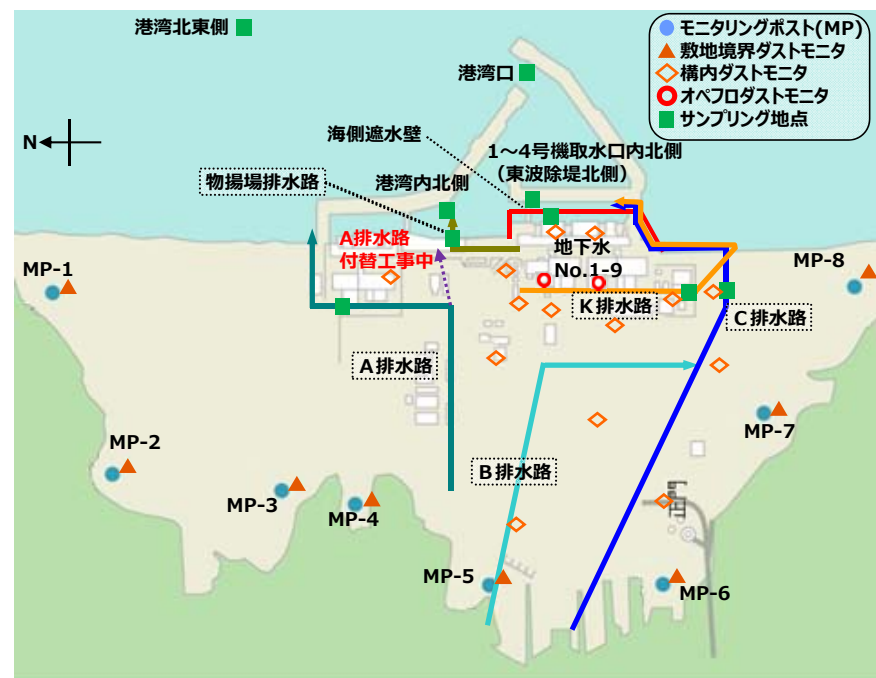 港湾北東側
モニタリングポスト(MP)
敷地境界ダストモニタ
構内ダストモニタ
オペフロダストモニタ
サンプリング地点
港湾口
海側遮水壁
N
1～4号機取水口内北側
（東波除堤北側）
物揚場排水路
港湾内北側
A排水路
付替工事中
地下水
No.1-9
MP-1
MP-8
K排水路
C排水路
A排水路
MP-7
MP-2
B排水路
MP-3
MP-4
正門
MP-5
MP-6